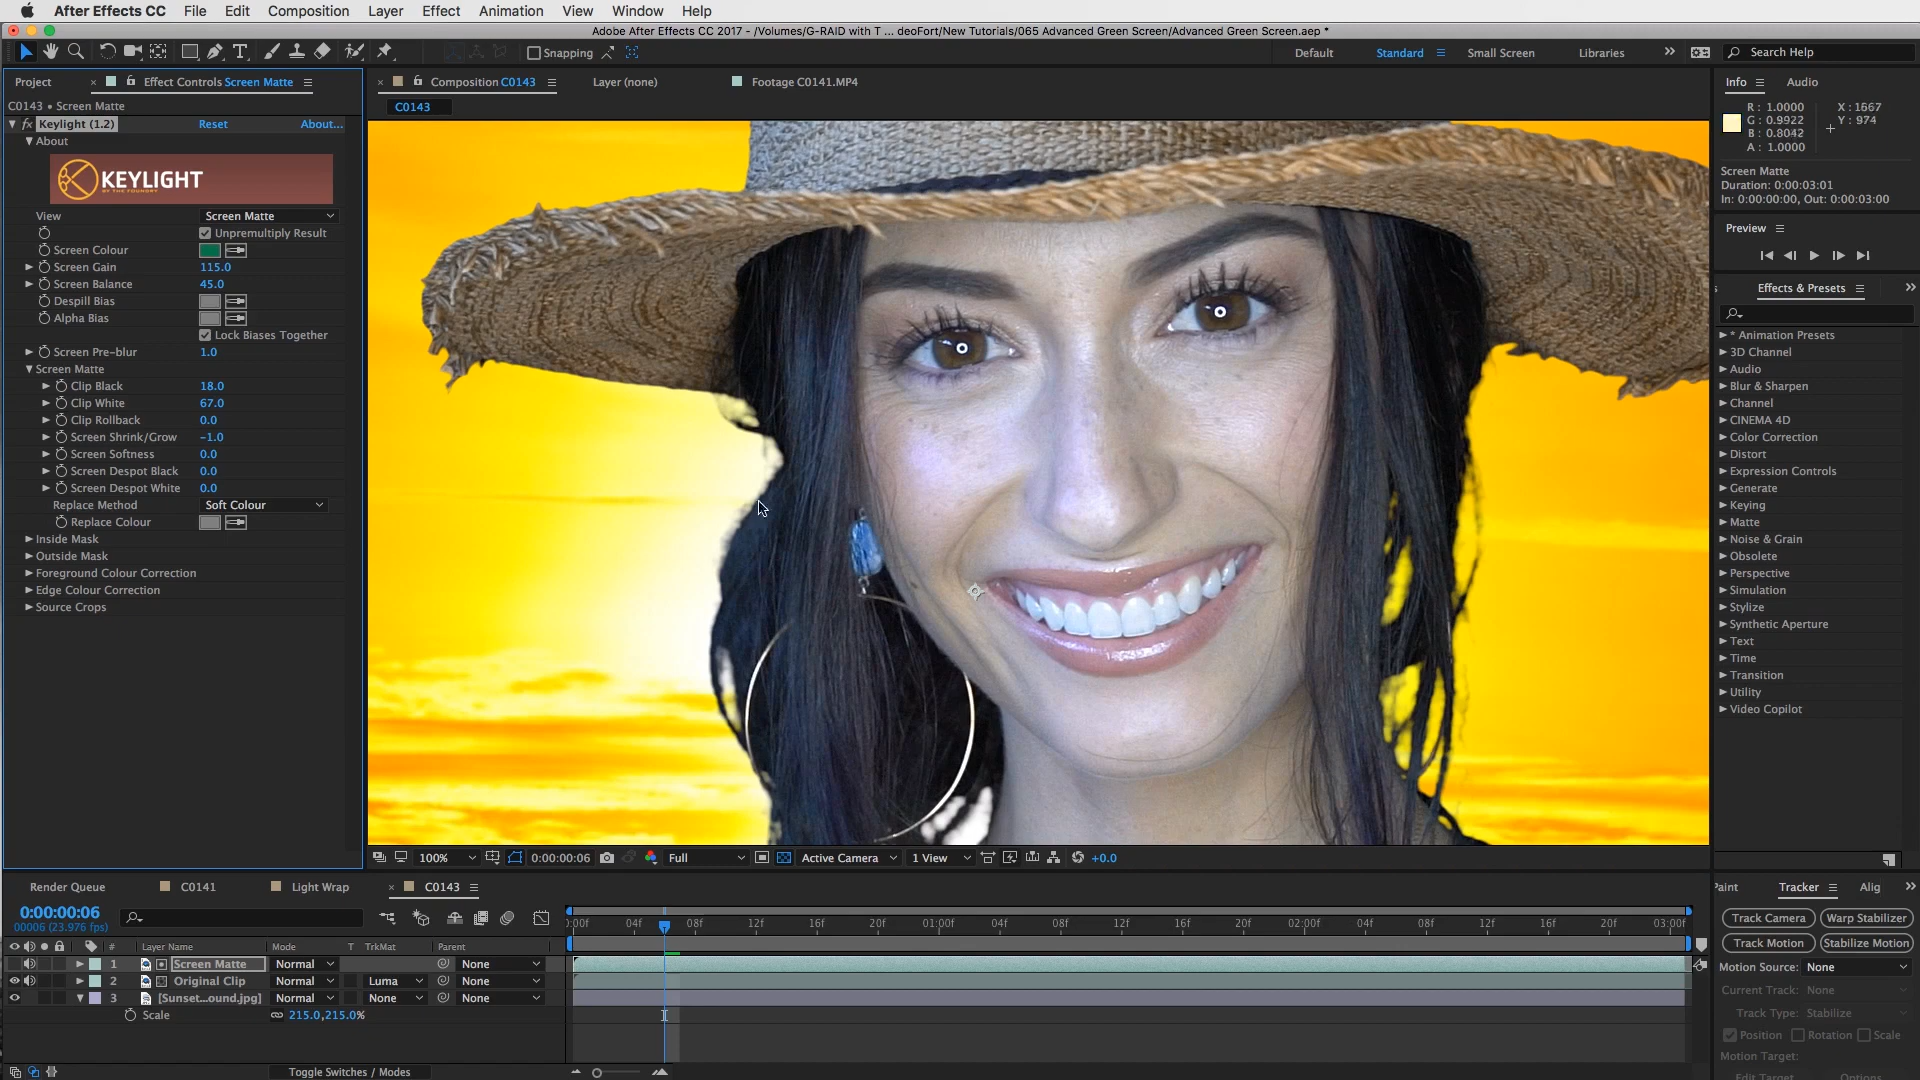 After Effects CC File Edit Composition Layer Effect Animation View Window Help
Adobe After Effects CC 2017 - /Volumes/G-RAID with T ... deoFort/New Tutorials/065 Advanced Green Screen/Advanced Green Screen.aep *
Snapping Default Standard Small Screen Libraries Search Help
Project Effect Controls Screen Matte
C0143 • Screen Matte
fx Keylight (1.2) Reset About...
About
KEYLIGHT
BY THE FOUNDRY
View Screen Matte
Unpremultiply Result
Screen Colour
Screen Gain 115.0
Screen Balance 45.0
Despill Bias
Alpha Bias
Lock Biases Together
Screen Pre-blur 1.0
Screen Matte
Clip Black 18.0
Clip White 67.0
Clip Rollback 0.0
Screen Shrink/Grow -1.0
Screen Softness 0.0
Screen Despot Black 0.0
Screen Despot White 0.0
Replace Method Soft Colour
Replace Colour
Inside Mask
Outside Mask
Foreground Colour Correction
Edge Colour Correction
Source Crops
Composition C0143 Layer (none) Footage C0141.MP4
C0143
100% 0:00:00:06 Full Active Camera 1 View +0.0
Info Audio
R : 1.0000 X : 1667
G : 0.9922 Y : 974
B : 0.8042
A : 1.0000
Screen Matte
Duration: 0:00:03:01
In: 0:00:00:00, Out: 0:00:03:00
Preview
Effects & Presets
* Animation Presets
3D Channel
Audio
Blur & Sharpen
Channel
CINEMA 4D
Color Correction
Distort
Expression Controls
Generate
Keying
Matte
Noise & Grain
Obsolete
Perspective
Simulation
Stylize
Synthetic Aperture
Text
Time
Transition
Utility
Video Copilot
Render Queue C0141 Light Wrap C0143
0:00:00:06
00006 (23.976 fps)
:00f 04f 08f 12f 16f 20f 01:00f 04f 08f 12f 16f 20f 02:00f 04f 08f 12f 16f 20f 03:00f
# Layer Name Mode T TrkMat Parent
1 Screen Matte Normal None
2 Original Clip Normal Luma None
3 [Sunset...ound.jpg] Normal None None
Scale 215.0,215.0%
Toggle Switches / Modes
Paint Tracker Alig
Track Camera Warp Stabilizer
Track Motion Stabilize Motion
Motion Source: None
Current Track: None
Track Type: Stabilize
Position Rotation Scale
Motion Target:
Edit Target... Options...